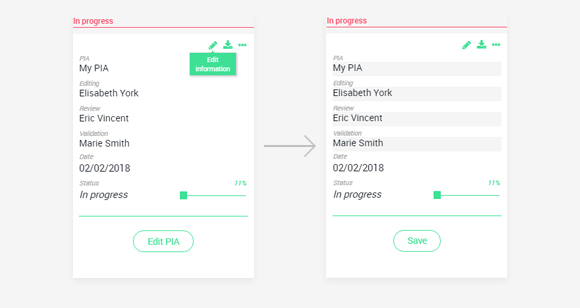 In progress
Edit
information
PIA
My PIA
Editing
Elisabeth York
Review
Eric Vincent
Validation
Marie Smith
Date
02/02/2018
Status 11%
In progress
Edit PIA
In progress
PIA
My PIA
Editing
Elisabeth York
Review
Eric Vincent
Validation
Marie Smith
Date
02/02/2018
Status 11%
In progress
Save